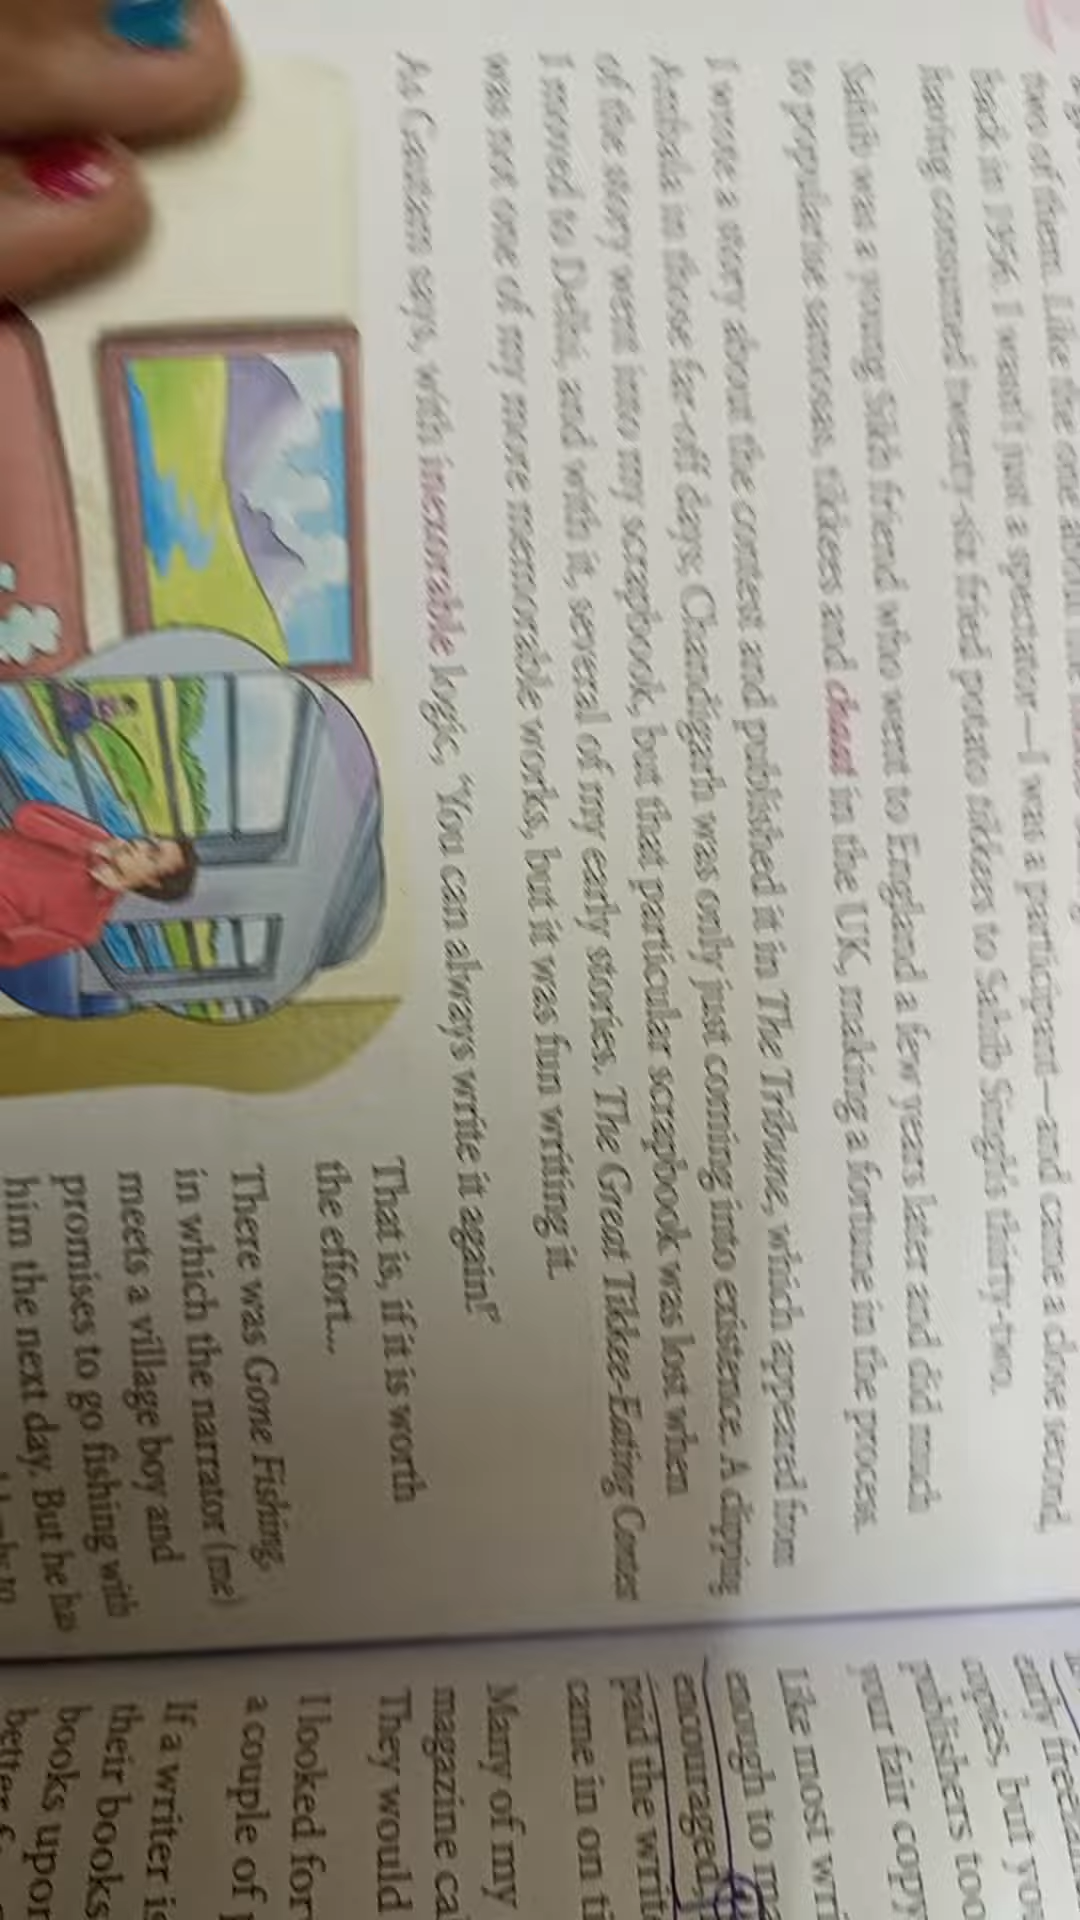 two of them. Like the one about the
back in 1956. I wasn't just a spectator—I was a participant—and came a close second,
having consumed twenty-six fried potato tikkees to Sahib Singh's thirty-two.
Sahib was a young Sikh friend who went to England a few years later and did much
to popularise samosas, tikkees and chaat in the UK, making a fortune in the process.
I wrote a story about the contest and published it in The Tribune, which appeared from
Ambala in those far-off days; Chandigarh was only just coming into existence. A clipping
of the story went into my scrapbook, but that particular scrapbook was lost when
I moved to Delhi, and with it, several of my early stories. The Great Tikkee-Eating Contest
was not one of my more memorable works, but it was fun writing it.
As Gautam says, with inexorable logic, 'You can always write it again!'
That is, if it is worth
the effort...
There was Gone Fishing,
in which the narrator (me)
meets a village boy and
promises to go fishing with
him the next day. But he has
to
early
copies, but you
publishers too
your fair copy
Like most
enough to
encouraged
paid the
came in on
Many of my
magazine
They would
I looked for
a couple of
If a writer is
their books
books upon
better